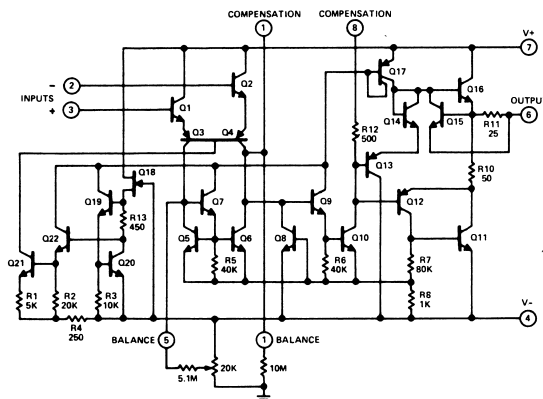 COMPENSATION COMPENSATION
1 8
V+
7
Q2
Q17
Q16
− 2
INPUTS
+ 3
Q1
Q14 Q15
R11
25
OUTPUT
6
Q3 Q4
R12
500
Q18
Q13
R10
50
Q19
R13
450
Q7
Q9
Q12
Q22
Q21
Q20
Q5
Q6
Q8
Q10
Q11
R5
40K
R6
40K
R7
80K
R1
5K
R2
20K
R3
10K
R8
1K
V−
4
R4
250
BALANCE 5
1 BALANCE
5.1M
20K
10M